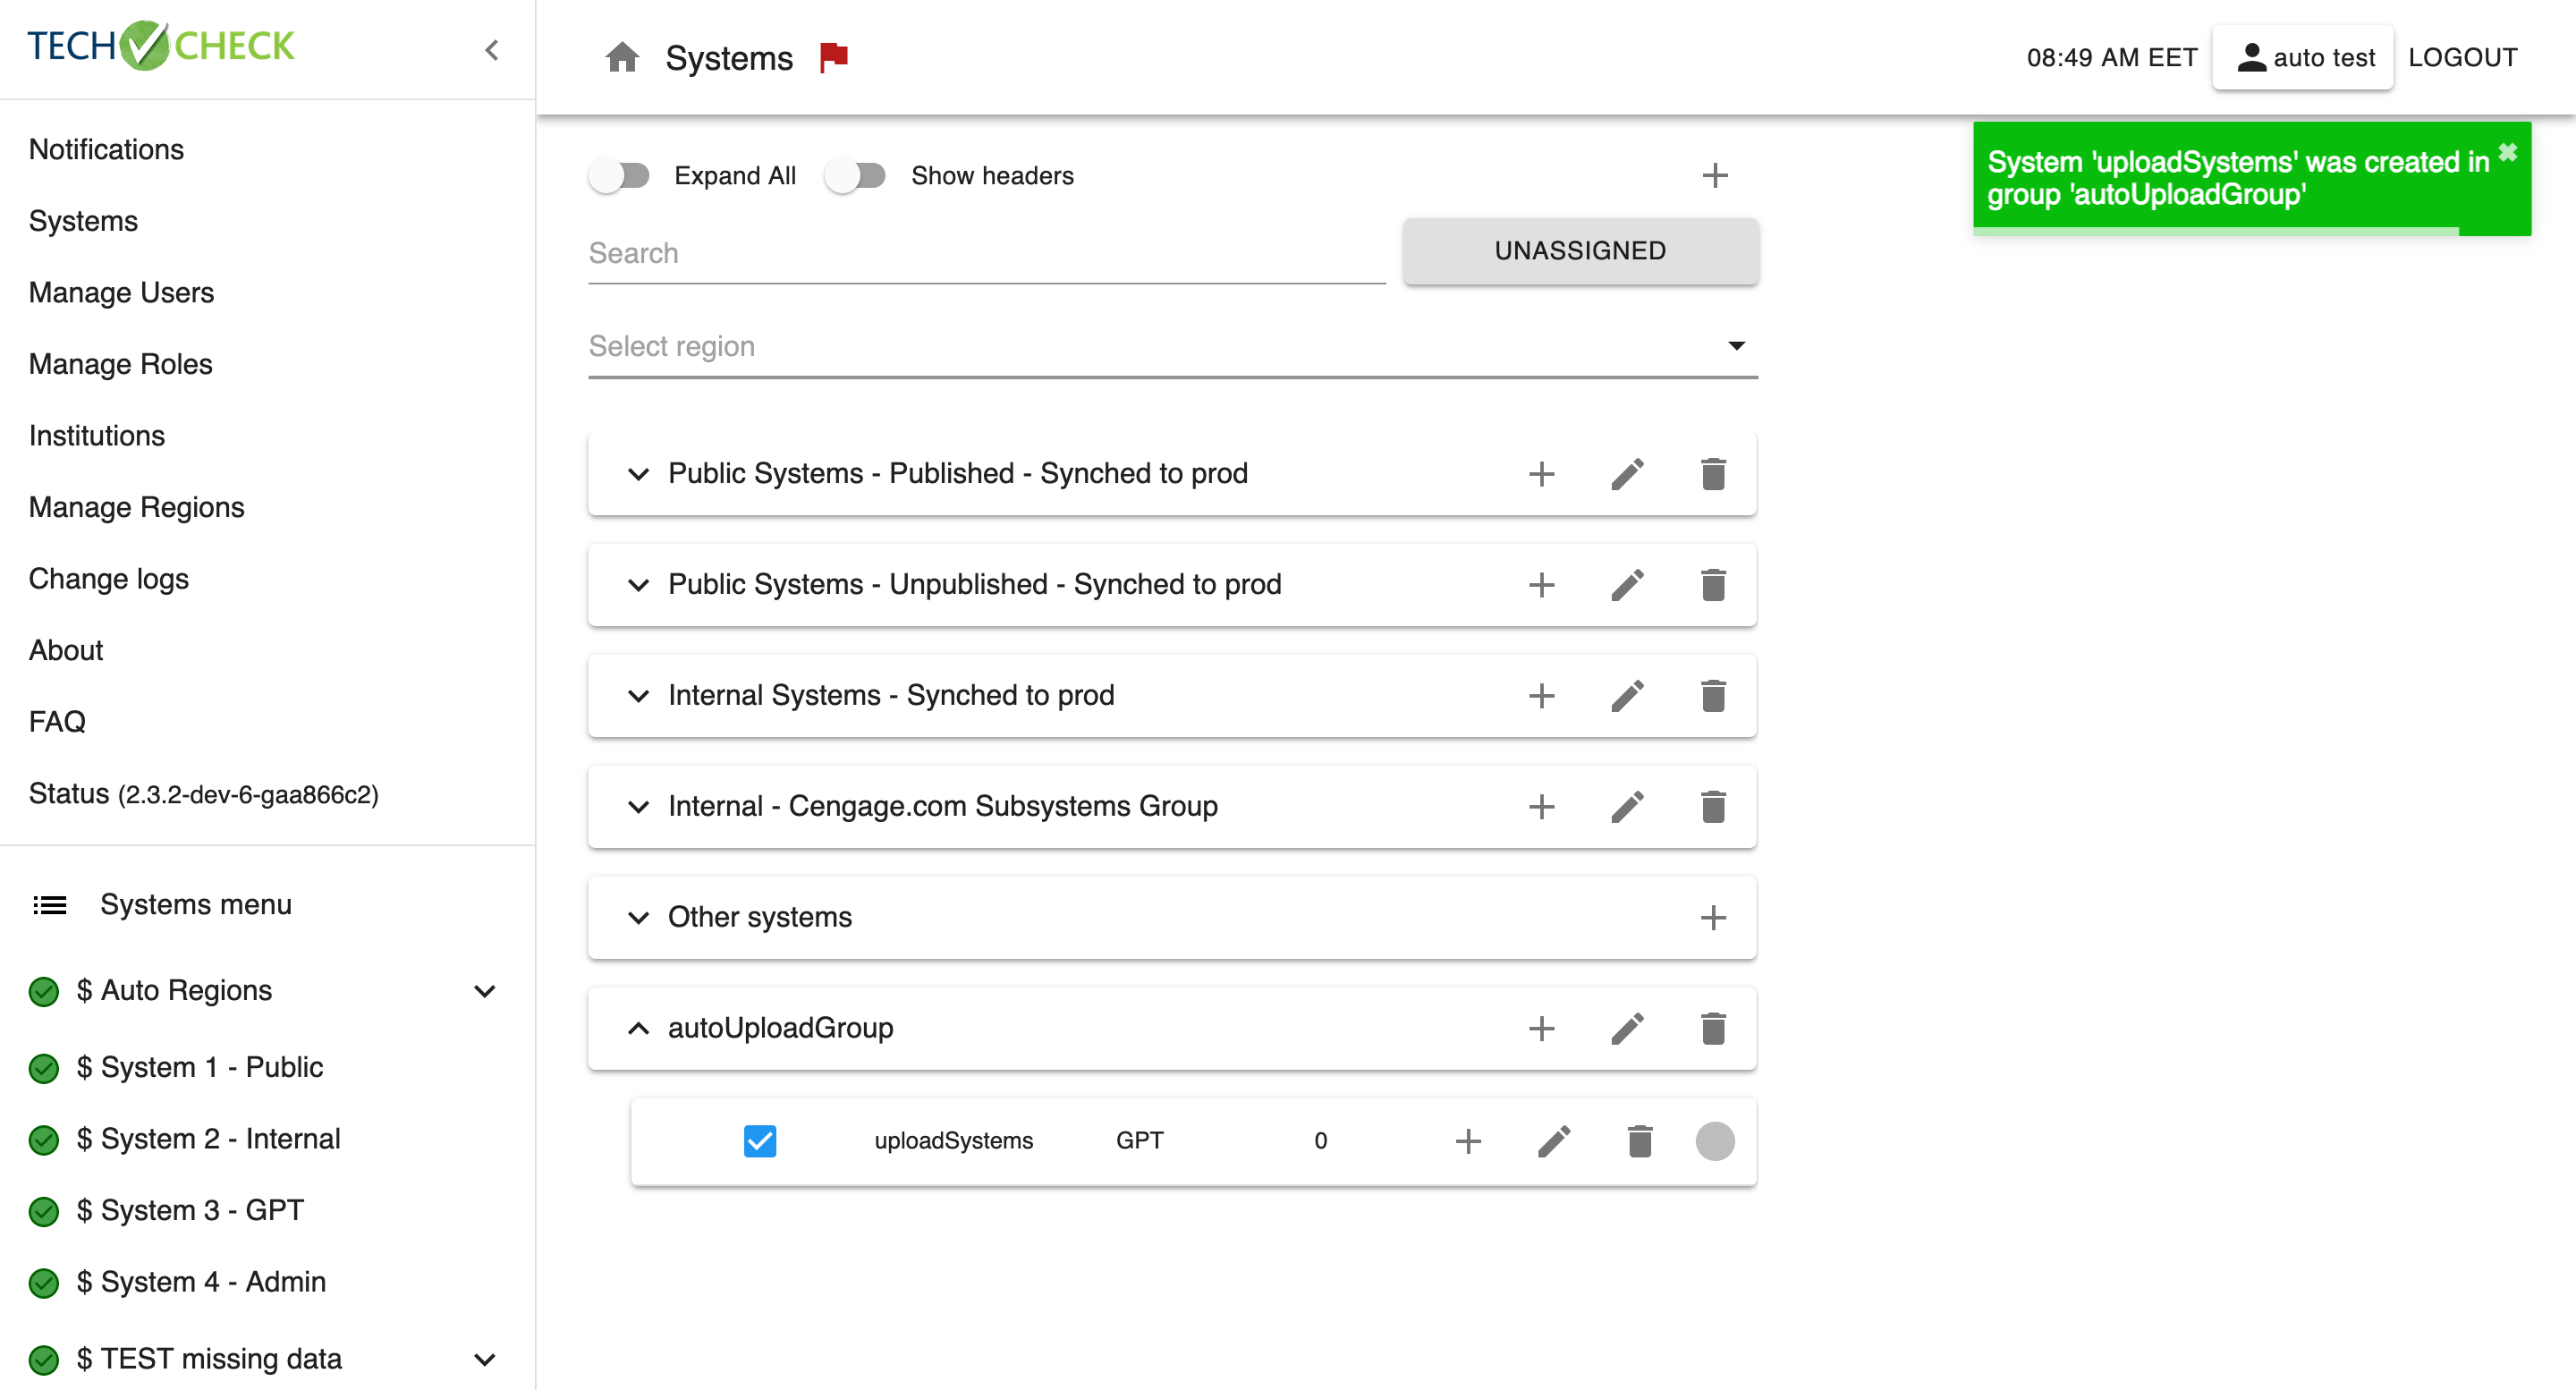 TECH CHECK
Notifications
Systems
Manage Users
Manage Roles
Institutions
Manage Regions
Change logs
About
FAQ
Status (2.3.2-dev-6-gaa866c2)
Systems menu
$ Auto Regions
$ System 1 - Public
$ System 2 - Internal
$ System 3 - GPT
$ System 4 - Admin
$ TEST missing data
Systems
08:49 AM EET
auto test
LOGOUT
System 'uploadSystems' was created in
group 'autoUploadGroup'
Expand All
Show headers
Search
UNASSIGNED
Select region
Public Systems - Published - Synched to prod
Public Systems - Unpublished - Synched to prod
Internal Systems - Synched to prod
Internal - Cengage.com Subsystems Group
Other systems
autoUploadGroup
uploadSystems GPT 0